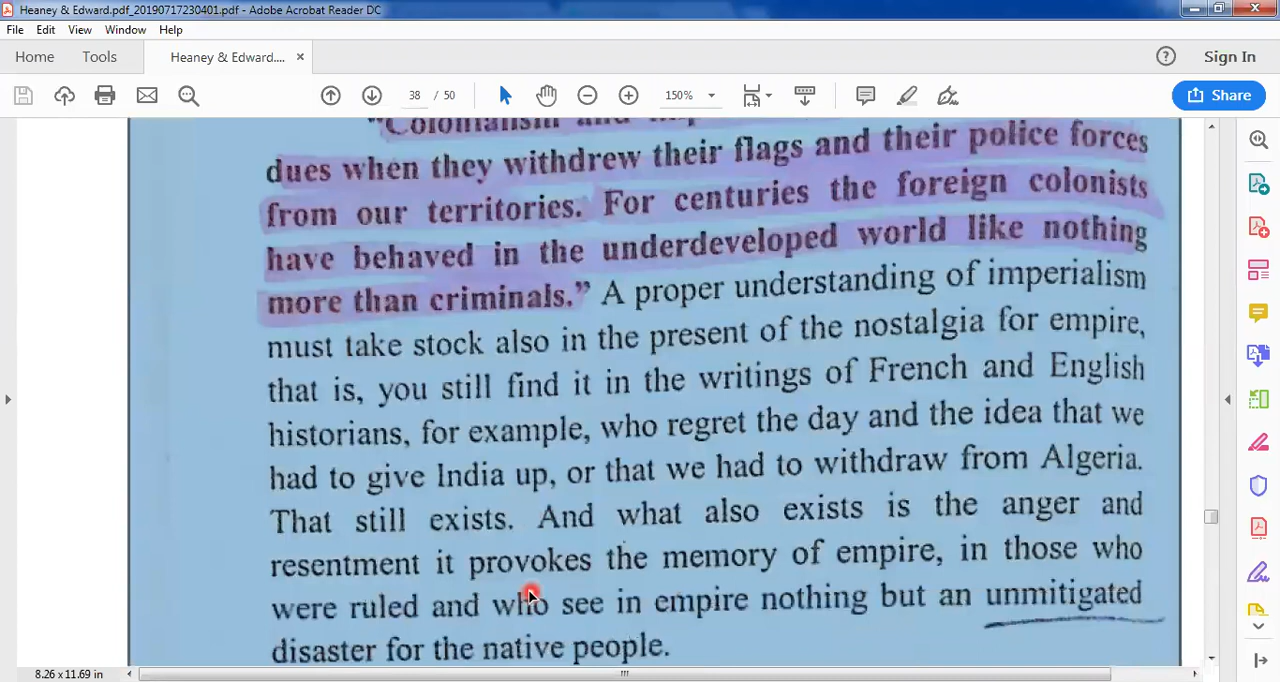 Heaney & Edward.pdf_20190717230401.pdf - Adobe Acrobat Reader DC
File Edit View Window Help
Home Tools Heaney & Edward.... × Sign In
38 / 50 150% Share
"Colonialism and
dues when they withdrew their flags and their police forces
from our territories. For centuries the foreign colonists
have behaved in the underdeveloped world like nothing
more than criminals." A proper understanding of imperialism
must take stock also in the present of the nostalgia for empire,
that is, you still find it in the writings of French and English
historians, for example, who regret the day and the idea that we
had to give India up, or that we had to withdraw from Algeria.
That still exists. And what also exists is the anger and
resentment it provokes the memory of empire, in those who
were ruled and who see in empire nothing but an unmitigated
disaster for the native people.
8.26 x 11.69 in